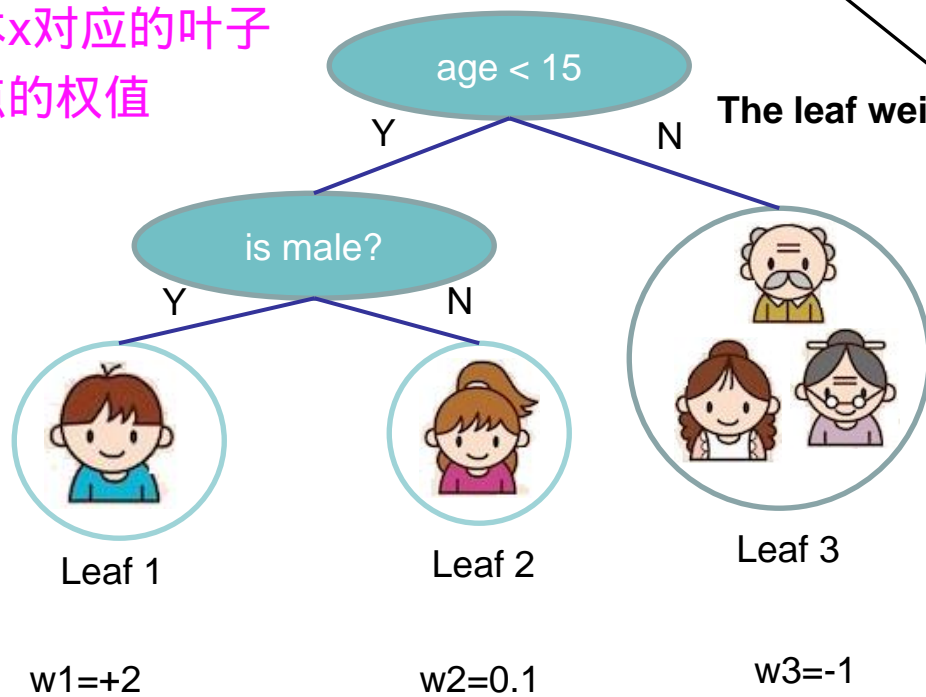 x对应的叶子
的权值
age < 15
The leaf wei
Y
N
is male?
Y
N
Leaf 1
Leaf 2
Leaf 3
w1=+2
w2=0.1
w3=-1